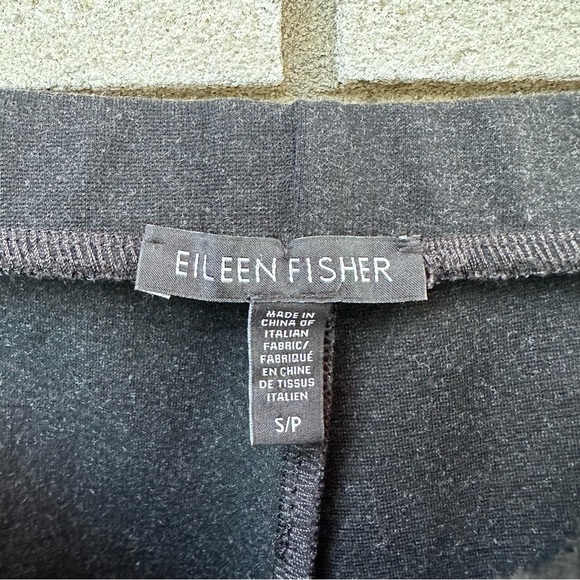 EILEEN FISHER
MADE IN
CHINA OF
ITALIAN
FABRIC/
FABRIQUÉ
EN CHINE
DE TISSUS
ITALIEN
S/P